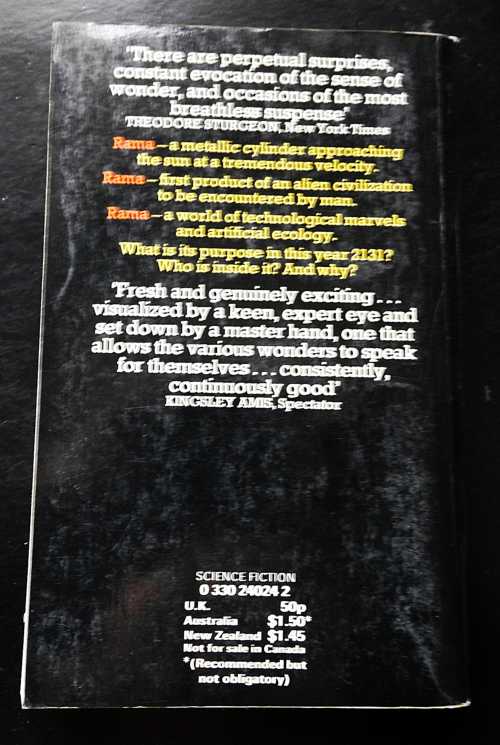 'There are perpetual surprises,
constant evocation of the sense of
wonder, and occasions of the most
breathless suspense'
THEODORE STURGEON, New York Times
Rama – a metallic cylinder approaching
the sun at a tremendous velocity.
Rama – first product of an alien civilization
to be encountered by man.
Rama – a world of technological marvels
and artificial ecology.
What is its purpose in this year 2131?
Who is inside it? And why?
'Fresh and genuinely exciting . . .
visualized by a keen, expert eye and
set down by a master hand, one that
allows the various wonders to speak
for themselves . . . consistently,
continuously good'
KINGSLEY AMIS, Spectator
SCIENCE FICTION
0 330 24024 2
U.K. 50p
Australia $1.50*
New Zealand $1.45
Not for sale in Canada
*(Recommended but
not obligatory)